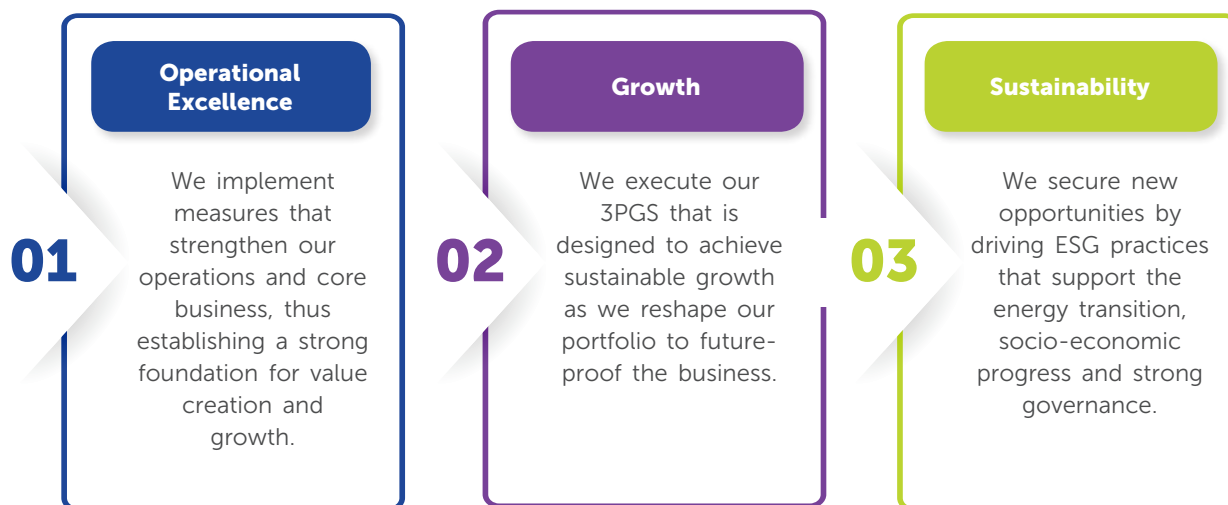 01
Operational
Excellence
We implement
measures that
strengthen our
operations and core
business, thus
establishing a strong
foundation for value
creation and
growth.
02
Growth
We execute our
3PGS that is
designed to achieve
sustainable growth
as we reshape our
portfolio to future-
proof the business.
03
Sustainability
We secure new
opportunities by
driving ESG practices
that support the
energy transition,
socio-economic
progress and strong
governance.